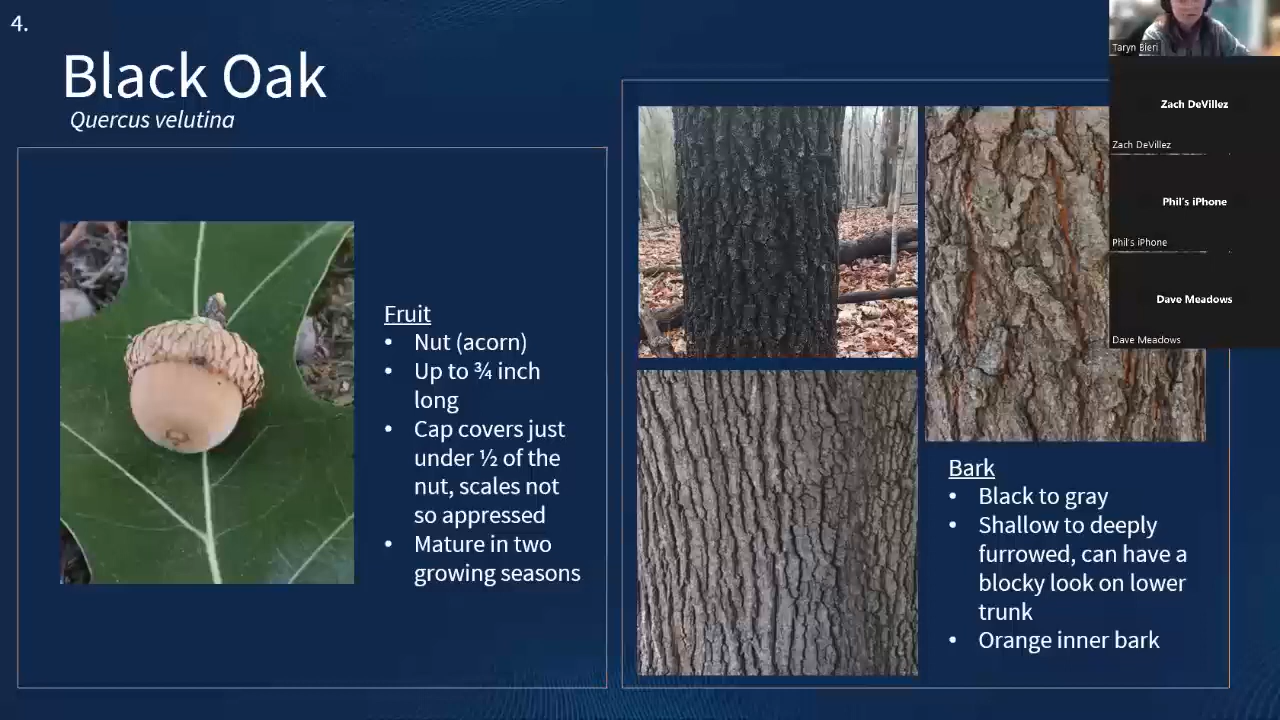 4.
Black Oak
Quercus velutina
Fruit
• Nut (acorn)
• Up to ¾ inch
long
• Cap covers just
under ½ of the
nut, scales not
so appressed
• Mature in two
growing seasons
Bark
• Black to gray
• Shallow to deeply
furrowed, can have a
blocky look on lower
trunk
• Orange inner bark
Taryn Bieri
Zach DeVillez
Zach DeVillez
Phil's iPhone
Phil's iPhone
Dave Meadows
Dave Meadows